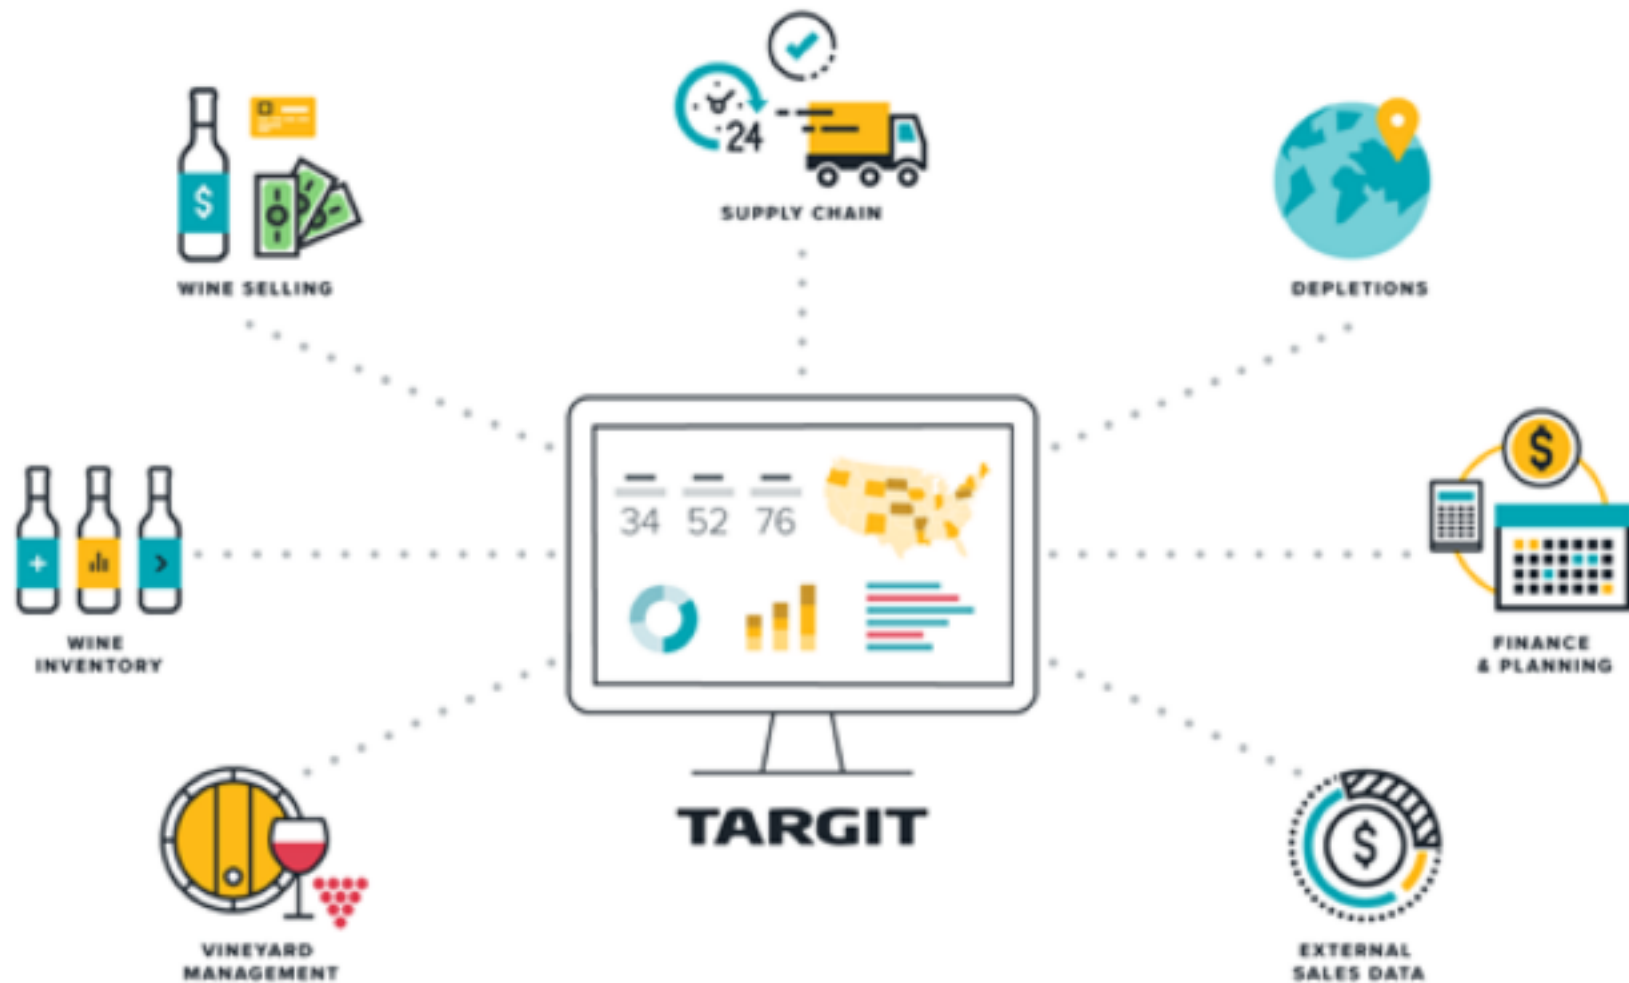 24
SUPPLY CHAIN
$
WINE SELLING
DEPLETIONS
$
34 52 76
WINE
INVENTORY
FINANCE
& PLANNING
TARGIT
$
VINEYARD
MANAGEMENT
EXTERNAL
SALES DATA